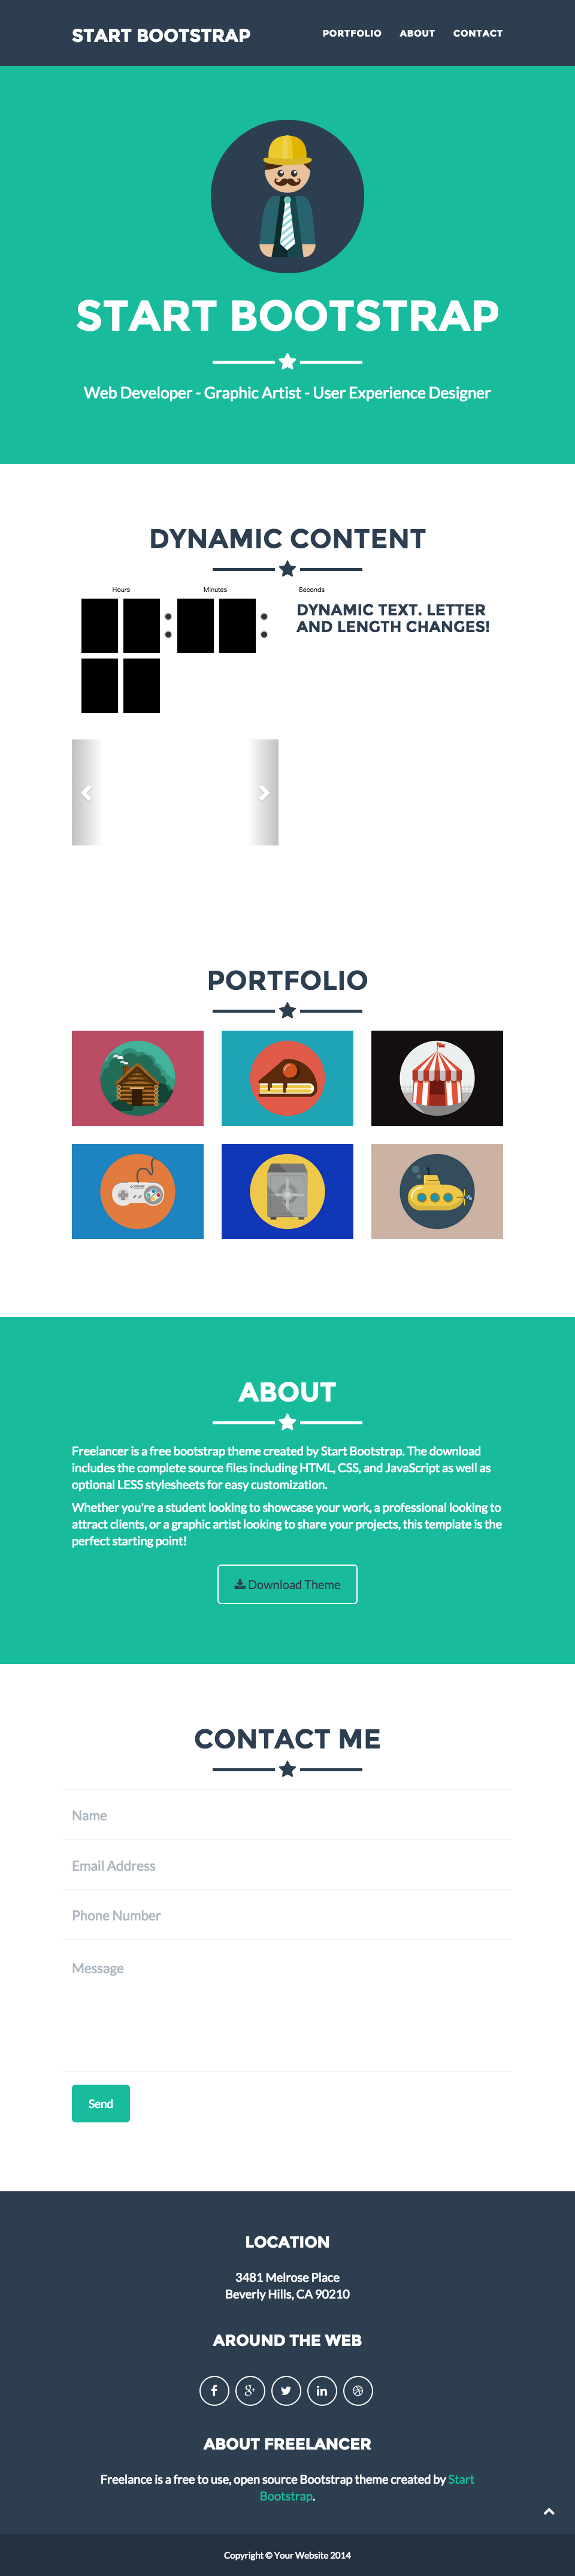 START BOOTSTRAP
PORTFOLIO ABOUT CONTACT
START BOOTSTRAP
Web Developer - Graphic Artist - User Experience Designer
DYNAMIC CONTENT
Hours Minutes Seconds
DYNAMIC TEXT. LETTER
AND LENGTH CHANGES!
PORTFOLIO
ABOUT
Freelancer is a free bootstrap theme created by Start Bootstrap. The download
includes the complete source files including HTML, CSS, and JavaScript as well as
optional LESS stylesheets for easy customization.
Whether you're a student looking to showcase your work, a professional looking to
attract clients, or a graphic artist looking to share your projects, this template is the
perfect starting point!
Download Theme
CONTACT ME
Name
Email Address
Phone Number
Message
Send
LOCATION
3481 Melrose Place
Beverly Hills, CA 90210
AROUND THE WEB
ABOUT FREELANCER
Freelance is a free to use, open source Bootstrap theme created by Start
Bootstrap.
Copyright © Your Website 2014